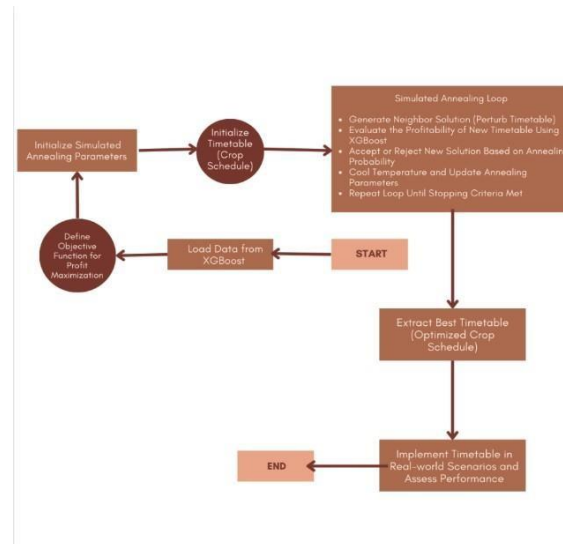 Simulated Annealing Loop
• Generate Neighbor Solution (Perturb Timetable)
• Evaluate the Profitability of New Timetable Using
XGBoost
• Accept or Reject New Solution Based on Annealing
Probability
• Cool Temperature and Update Annealing
Parameters
• Repeat Loop Until Stopping Criteria Met
Initialize Simulated
Annealing Parameters
Initialize
Timetable
(Crop
Schedule)
Define
Objective
Function for
Profit
Maximization
Load Data from
XGBoost
START
Extract Best Timetable
(Optimized Crop
Schedule)
Implement Timetable in
Real-world Scenarios and
Assess Performance
END